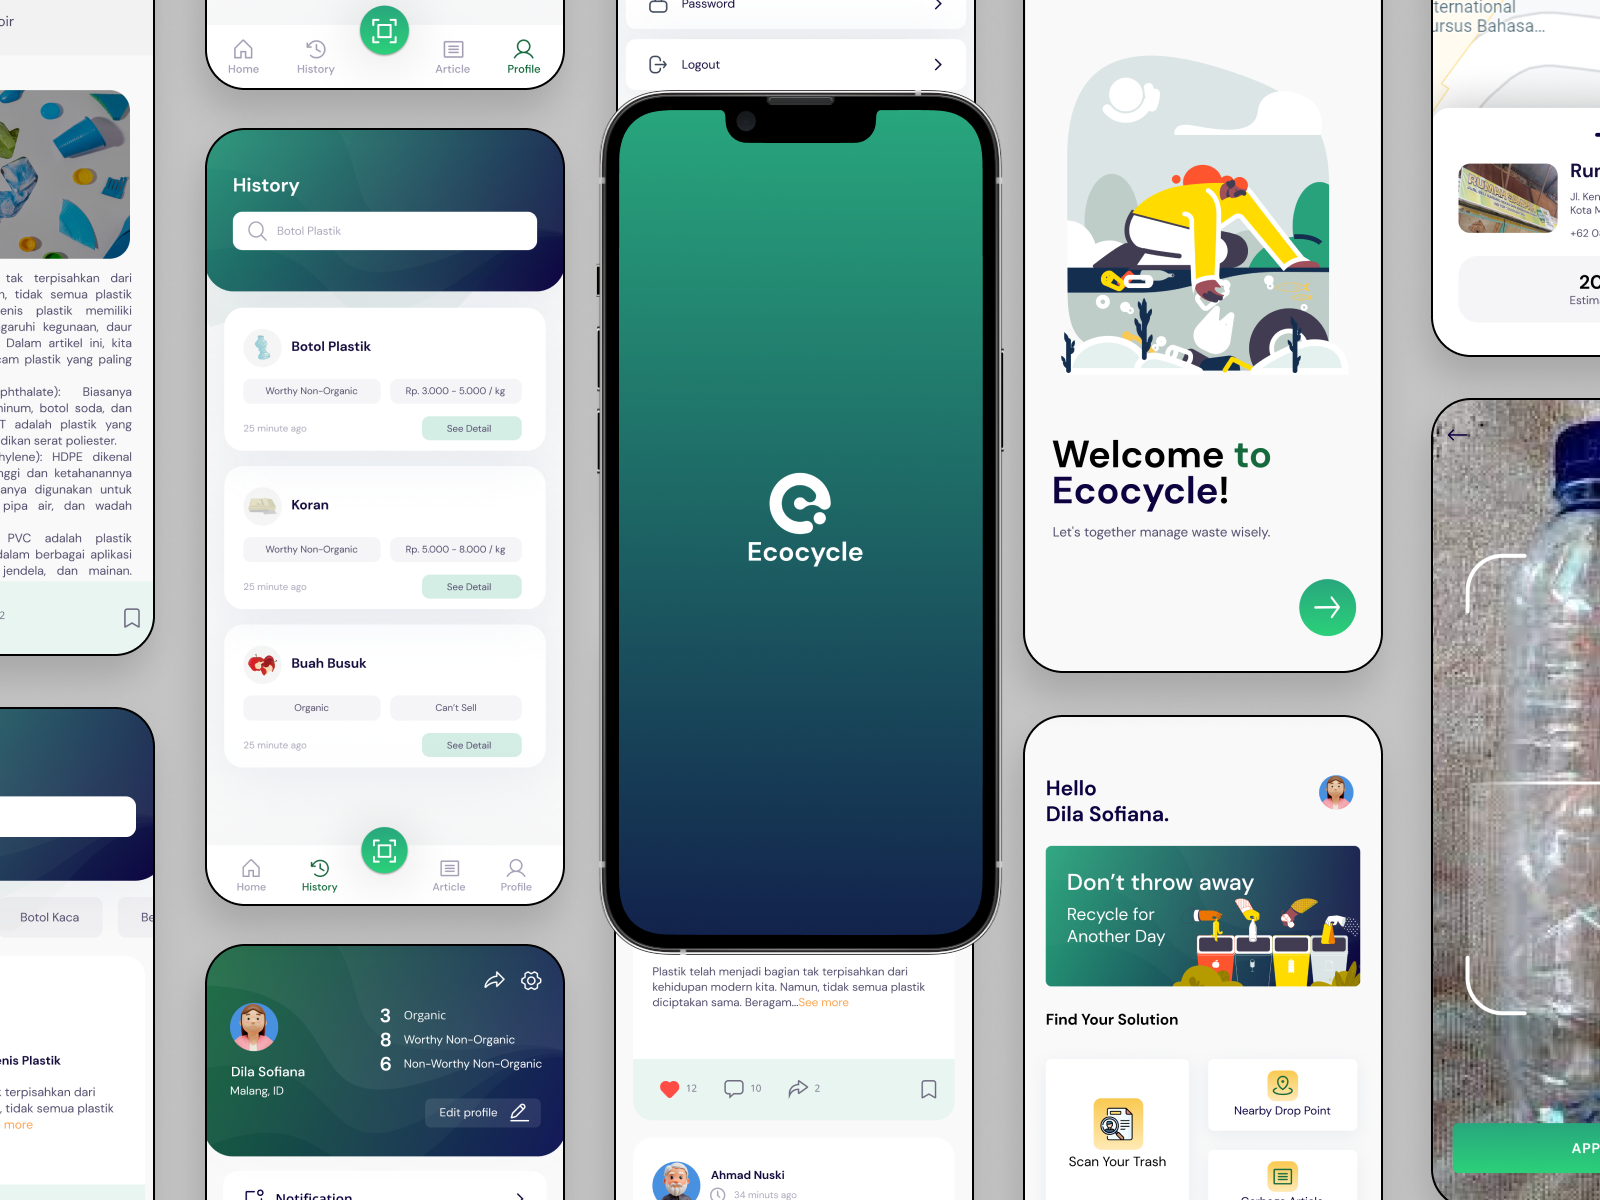 oir
tak terpisahkan dari
n, tidak semua plastik
enis plastik memiliki
garuhi kegunaan, daur
Dalam artikel ini, kita
cam plastik yang paling
phthalate): Biasanya
ninum, botol soda, dan
T adalah plastik yang
dikan serat poliester.
hylene): HDPE dikenal
nggi dan ketahanannya
anya digunakan untuk
pipa air, dan wadah
PVC adalah plastik
dalam berbagai aplikasi
jendela, dan mainan.
2
Botol Kaca
Be
enis Plastik
terpisahkan dari
, tidak semua plastik
more
Home
History
Article
Profile
History
Botol Plastik
Botol Plastik
Worthy Non-Organic
Rp. 3.000 - 5.000 / kg
25 minute ago
See Detail
Koran
Worthy Non-Organic
Rp. 5.000 - 8.000 / kg
25 minute ago
See Detail
Buah Busuk
Organic
Can't Sell
25 minute ago
See Detail
Home
History
Article
Profile
3 Organic
8 Worthy Non-Organic
6 Non-Worthy Non-Organic
Dila Sofiana
Malang, ID
Edit profile
Notification
Password
Logout
Ecocycle
Plastik telah menjadi bagian tak terpisahkan dari
kehidupan modern kita. Namun, tidak semua plastik
diciptakan sama. Beragam...See more
12
10
2
Ahmad Nuski
34 minuts ago
Welcome to
Ecocycle!
Let's together manage waste wisely.
Hello
Dila Sofiana.
Don't throw away
Recycle for
Another Day
Find Your Solution
Scan Your Trash
Nearby Drop Point
Garbage Article
ternational
ursus Bahasa...
RUMAH
Rur
Jl. Ken
Kota M
+62 0
20
Estima
APP